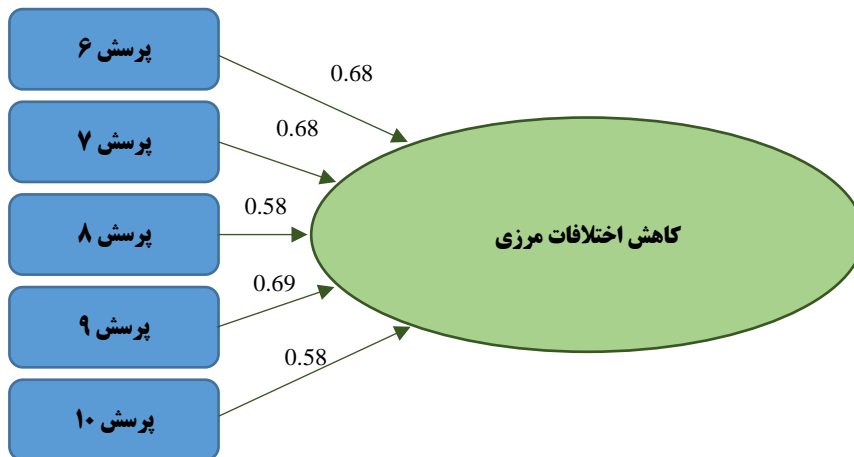 پرسش ۶
0.68
پرسش ۷
0.68
پرسش ۸
0.58
کاهش اختلافات مرزی
پرسش ۹
0.69
پرسش ۱۰
0.58